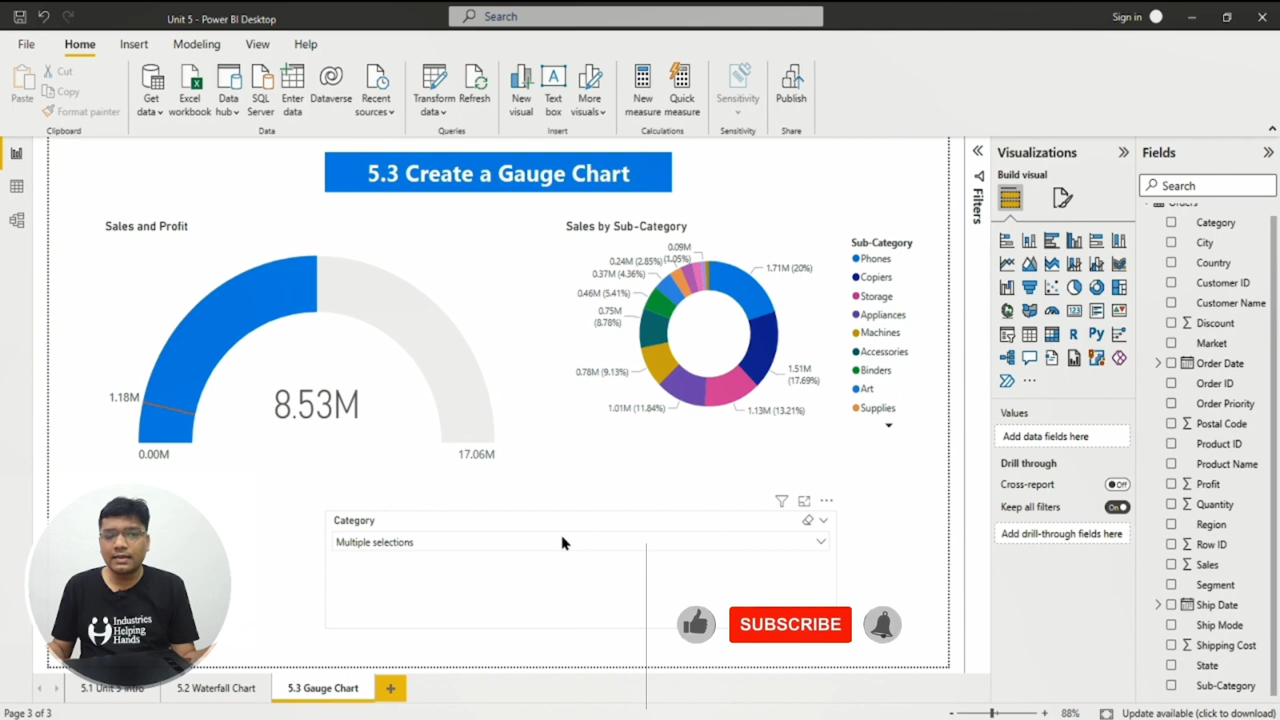 Unit 5 - Power BI Desktop
Search
Sign in
File
Home
Insert
Modeling
View
Help
Paste
Cut
Copy
Format painter
Clipboard
Get data
Excel workbook
Data hub
SQL Server
Enter data
Dataverse
Recent sources
Data
Transform data
Refresh
Queries
New visual
Text box
More visuals
Insert
New measure
Quick measure
Calculations
Sensitivity
Sensitivity
Publish
Share
5.3 Create a Gauge Chart
Sales and Profit
1.18M
8.53M
0.00M
17.06M
Sales by Sub-Category
0.09M
(1.05%)
0.24M (2.85%)
0.37M (4.36%)
0.46M (5.41%)
0.75M
(8.78%)
0.78M (9.13%)
1.01M (11.84%)
1.13M (13.21%)
1.51M
(17.69%)
1.71M (20%)
Sub-Category
Phones
Copiers
Storage
Appliances
Machines
Accessories
Binders
Art
Supplies
Category
Multiple selections
Industries
Helping
Hands
SUBSCRIBE
Filters
Visualizations
Build visual
R
Py
Values
Add data fields here
Drill through
Cross-report
Off
Keep all filters
On
Add drill-through fields here
Fields
Search
Orders
Category
City
Country
Customer ID
Customer Name
Discount
Market
Order Date
Order ID
Order Priority
Postal Code
Product ID
Product Name
Profit
Quantity
Region
Row ID
Sales
Segment
Ship Date
Ship Mode
Shipping Cost
State
Sub-Category
5.1 Unit 5 Intro
5.2 Waterfall Chart
5.3 Gauge Chart
Page 3 of 3
88%
Update available (click to download)